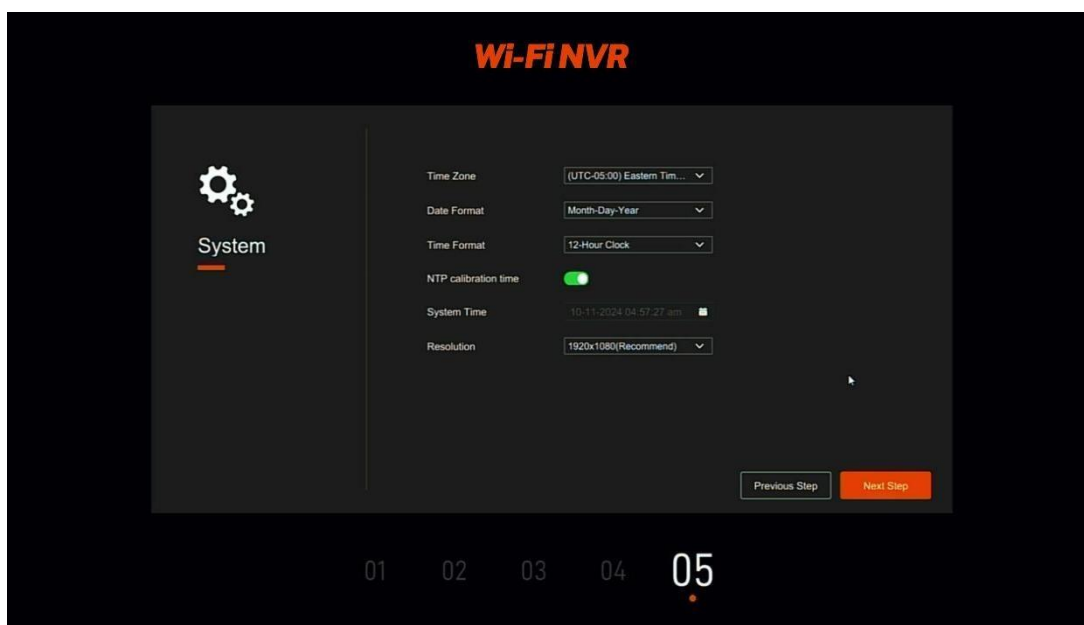 Wi-Fi NVR
System
Time Zone (UTC-05:00) Eastern Tim...
Date Format Month-Day-Year
Time Format 12-Hour Clock
NTP calibration time
System Time 10-11-2024 04:57:27 am
Resolution 1920x1080(Recommend)
Previous Step Next Step
01 02 03 04 05